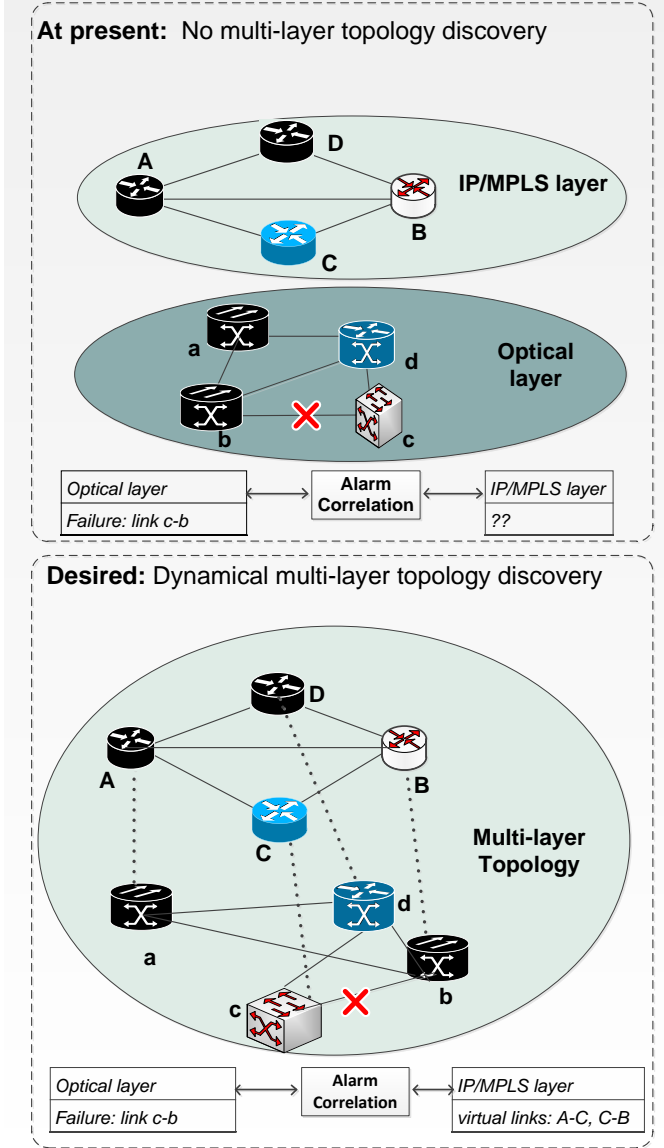 At present: No multi-layer topology discovery
D
A
IP/MPLS layer
B
C
a
d
Optical
layer
b
c
Optical layer
Failure: link c-b
Alarm
Correlation
IP/MPLS layer
??
Desired: Dynamical multi-layer topology discovery
D
A
B
C
Multi-layer
Topology
d
a
b
c
Optical layer
Failure: link c-b
Alarm
Correlation
IP/MPLS layer
virtual links: A-C, C-B